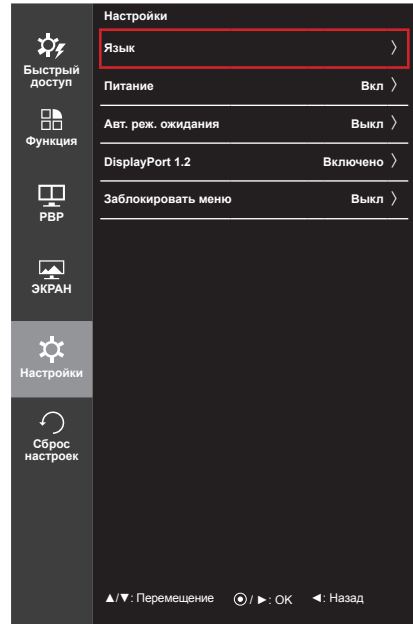 Быстрый
доступ
Функция
PBP
ЭКРАН
Настройки
Сброс
настроек
Настройки
Язык 〉
Питание Вкл 〉
Авт. реж. ожидания Выкл 〉
DisplayPort 1.2 Включено 〉
Заблокировать меню Выкл 〉
▲/▼: Перемещение ⦿ / ►: OK ◄: Назад